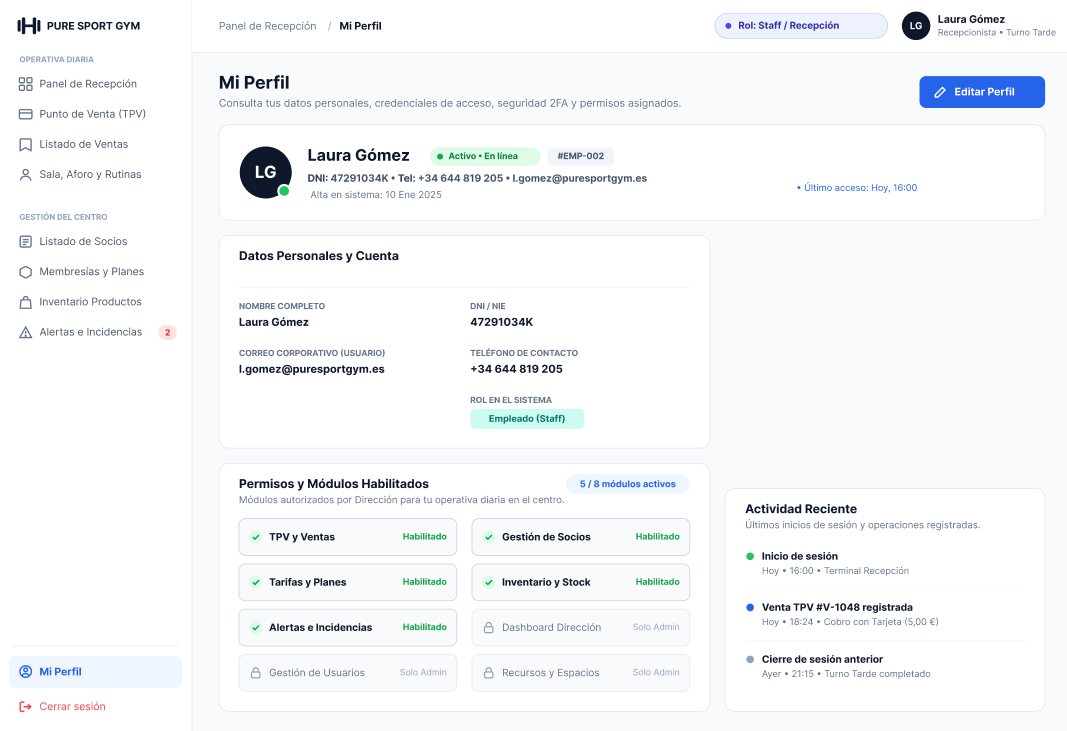 PURE SPORT GYM
OPERATIVA DIARIA
Panel de Recepción
Punto de Venta (TPV)
Listado de Ventas
Sala, Aforo y Rutinas
GESTIÓN DEL CENTRO
Listado de Socios
Membresías y Planes
Inventario Productos
Alertas e Incidencias 2
Mi Perfil
Cerrar sesión
Panel de Recepción / Mi Perfil
Rol: Staff / Recepción
LG
Laura Gómez
Recepcionista • Turno Tarde
Mi Perfil
Consulta tus datos personales, credenciales de acceso, seguridad 2FA y permisos asignados.
Editar Perfil
LG
Laura Gómez
Activo • En línea
#EMP-002
DNI: 47291034K • Tel: +34 644 819 205 • l.gomez@puresportgym.es
Alta en sistema: 10 Ene 2025
• Último acceso: Hoy, 16:00
Datos Personales y Cuenta
NOMBRE COMPLETO
Laura Gómez
DNI / NIE
47291034K
CORREO CORPORATIVO (USUARIO)
l.gomez@puresportgym.es
TELÉFONO DE CONTACTO
+34 644 819 205
ROL EN EL SISTEMA
Empleado (Staff)
Permisos y Módulos Habilitados
5 / 8 módulos activos
Módulos autorizados por Dirección para tu operativa diaria en el centro.
TPV y Ventas Habilitado
Gestión de Socios Habilitado
Tarifas y Planes Habilitado
Inventario y Stock Habilitado
Alertas e Incidencias Habilitado
Dashboard Dirección Solo Admin
Gestión de Usuarios Solo Admin
Recursos y Espacios Solo Admin
Actividad Reciente
Últimos inicios de sesión y operaciones registradas.
Inicio de sesión
Hoy • 16:00 • Terminal Recepción
Venta TPV #V-1048 registrada
Hoy • 18:24 • Cobro con Tarjeta (5,00 €)
Cierre de sesión anterior
Ayer • 21:15 • Turno Tarde completado